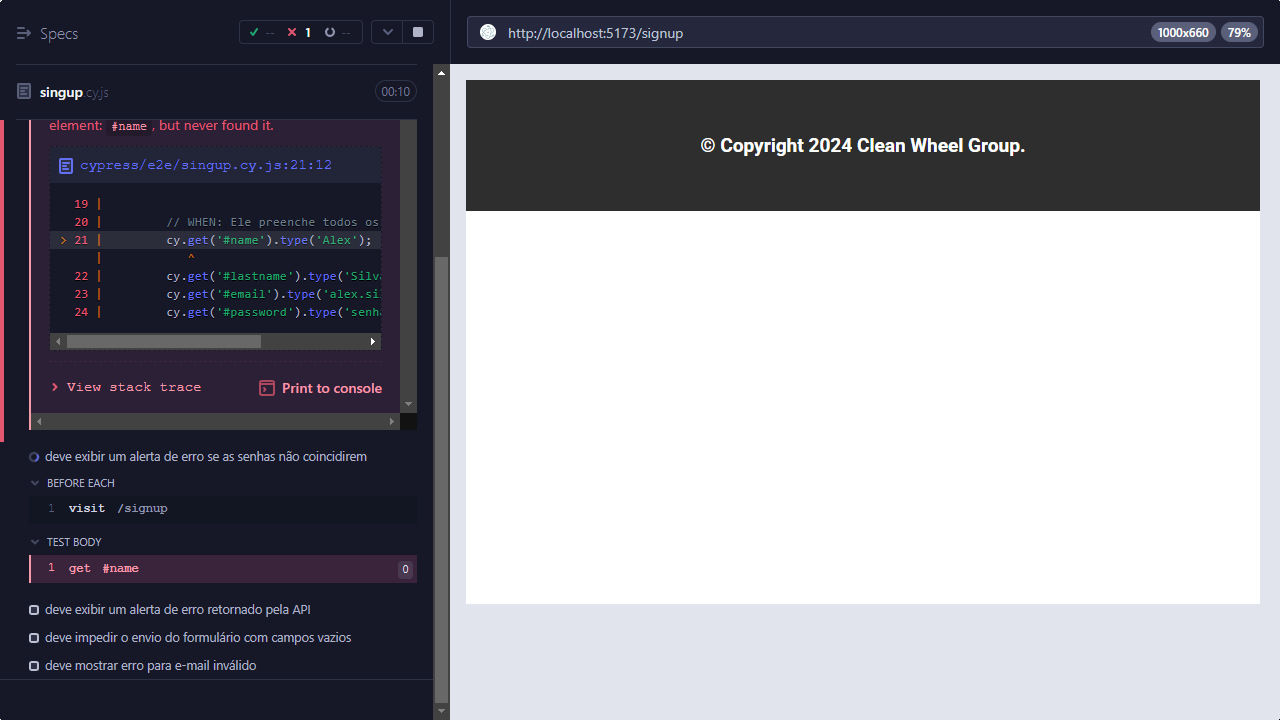 Specs
-- 1 --
http://localhost:5173/signup
1000x660
79%
singup.cy.js
00:10
element: #name , but never found it.
cypress/e2e/singup.cy.js:21:12
19 |
20 | // WHEN: Ele preenche todos os
> 21 | cy.get('#name').type('Alex');
| ^
22 | cy.get('#lastname').type('Silva
23 | cy.get('#email').type('alex.sil
24 | cy.get('#password').type('senha
> View stack trace
Print to console
deve exibir um alerta de erro se as senhas não coincidirem
BEFORE EACH
1 visit /signup
TEST BODY
1 get #name 0
deve exibir um alerta de erro retornado pela API
deve impedir o envio do formulário com campos vazios
deve mostrar erro para e-mail inválido
© Copyright 2024 Clean Wheel Group.